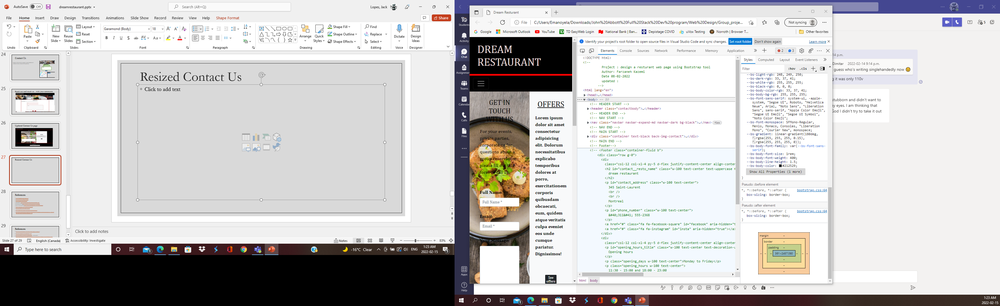 AutoSave Off dreamrestaurant.pptx Search (Alt+Q) Lopes, Jack
File Home Insert Draw Design Transitions Animations Slide Show Record Review View Help Shape Format Share
Undo
Paste
Clipboard
New Slide
Reuse Slides
Layout
Reset
Section
Slides
Garamond (Body) 18
Font
Paragraph
Arrange
Quick Styles
Shape Fill
Shape Outline
Shape Effects
Drawing
Find
Replace
Select
Editing
Dictate
Voice
Design Ideas
Designer
24
Contact Us
25
26
Updated Contact Us page
27
Resized Contact Us
28
References
29
References
Resized Contact Us
Click to add text
Click to add notes
Slide 27 of 29 English (Canada) Accessibility: Investigate Notes 83%
Type here to search -16°C Clear ENG 1:23 AM 2022-02-15
Students
Activity
Chat
Assignmen
Teams
Calendar
Calls
Files
Apps
Help
Dream Resturant
File C:/Users/Emanoyela/Downloads/John%20Abbott%20Full%20Stack%20Dev%20program/Web%20Design/Group_proje... Not syncing
Google Microsoft Outlook YouTube TD EasyWeb Login National Bank | Ban... Depistage COVID uVox Testing Norroth | Browser T... Other favorites
Identify your project's root folder to open source files in Visual Studio Code and sync changes. Set root folder Don't show again Learn more
Elements Console Sources Network Performance Memory Application 2 3
DREAM
RESTAURANT
GET IN
TOUCH
WITH US
For your events,
private parties,
corporate or for
questions about a
group reservation,
please fill out this
form or call us.
Full Name:
Full Name *
Email:
Email *
Your Message:
OFFERS
Lorem ipsum
dolor sit amet
consectetur
adipisicing
elit. Dolorum
necessitatibus
explicabo
temporibus
dolores at
porro,
exercitationem
corporis
quibusdam
obcaecati,
eum, quidem
atque veritatis
culpa eveniet
eos unde
cumque
pariatur.
Dignissimos!
See
offers
<!DOCTYPE html>
<!--
Project : design a resturant web page using Bootstrap tool
Author: Farzaneh Kazemi
Date 08-02-2022
updated :
-->
<html lang="en">
<head>…</head>
<body> == $0
<!-- HEADER START -->
<header class="contactbody">…</header>
<!-- HEADER END -->
<!-- NAV START -->
<nav class="navbar navbar-expand-md navbar-dark bg-black">…</nav> flex
<!-- NAV END -->
<!-- MAIN START -->
<div class="container text-black back-img-contact">…</div>
<!-- MAIN END -->
<!-- Footer-->
<!-- <footer class="container-fluid b">
<div class="row g-0">
<div
class="col-12 col-xl-4 py-5 d-flex justify-content-center align-conter
<h2 id="contact__resto_name" class="w-100 text-center text-uppercase f
dream restaurant
</h2>
<p id="contact_address" class="w-100 text-center">
345 Saint-Laurent
<br />
<br />
Montreal
</p>
<p id="phone_number" class="w-100 text-center">
&#40;311&#41; 555-2368
</p>
<a href="#" class="fa fa-facebook-square" id="facebook" aria-hidden="t
<a href="#" class="fa fa-instagram" id="insta" aria-hidden="true"></a>
</div>
<div
class="col-12 col-xl-4 py-5 d-flex justify-content-center align-conter
<p id="opening_hours_title" class="w-100 text-center text-decoration-u
Opening hours
</p>
<p class="opening_days w-100 text-center">Monday to Friday</p>
<p class="opening_hours w-100 text-center">
11:30 - 15:00 and 18:00 - 23:00
html body
Styles Computed Layout Event Listeners
Filter :hov .cls
--bs-light-rgb: 248, 249, 250;
--bs-dark-rgb: 33, 37, 41;
--bs-white-rgb: 255, 255, 255;
--bs-black-rgb: 0, 0, 0;
--bs-body-color-rgb: 33, 37, 41;
--bs-body-bg-rgb: 255, 255, 255;
--bs-font-sans-serif: system-ui, -apple-
system, "Segoe UI", Roboto, "Helvetica
Neue", Arial, "Noto Sans", "Liberation
Sans", sans-serif, "Apple Color Emoji",
"Segoe UI Emoji", "Segoe UI Symbol",
"Noto Color Emoji";
--bs-font-monospace: SFMono-Regular,
Menlo, Monaco, Consolas, "Liberation
Mono", "Courier New", monospace;
--bs-gradient: linear-gradient(180deg,
rgba(255, 255, 255, 0.15),
rgba(255, 255, 255, 0));
--bs-body-font-family: var(--bs-font-sans-
serif);
--bs-body-font-size: 1rem;
--bs-body-font-weight: 400;
--bs-body-line-height: 1.5;
--bs-body-color: #212529;
Show All Properties (1 more)
}
Pseudo ::before element
*, *::before, *::after { bootstrap.css:64
box-sizing: border-box;
}
Pseudo ::after element
*, *::before, *::after { bootstrap.css:64
box-sizing: border-box;
}
margin
border
padding
361×2457.080
14 p.m.
Dimitar 2022-02-14 9:14 p.m.
guess who's writing singlehandedly now
g it was only 110v
stubborn and didn't want to
y eyes. I am thinking that
God I didn't try to take it out
5
1:23 AM
2022-02-15